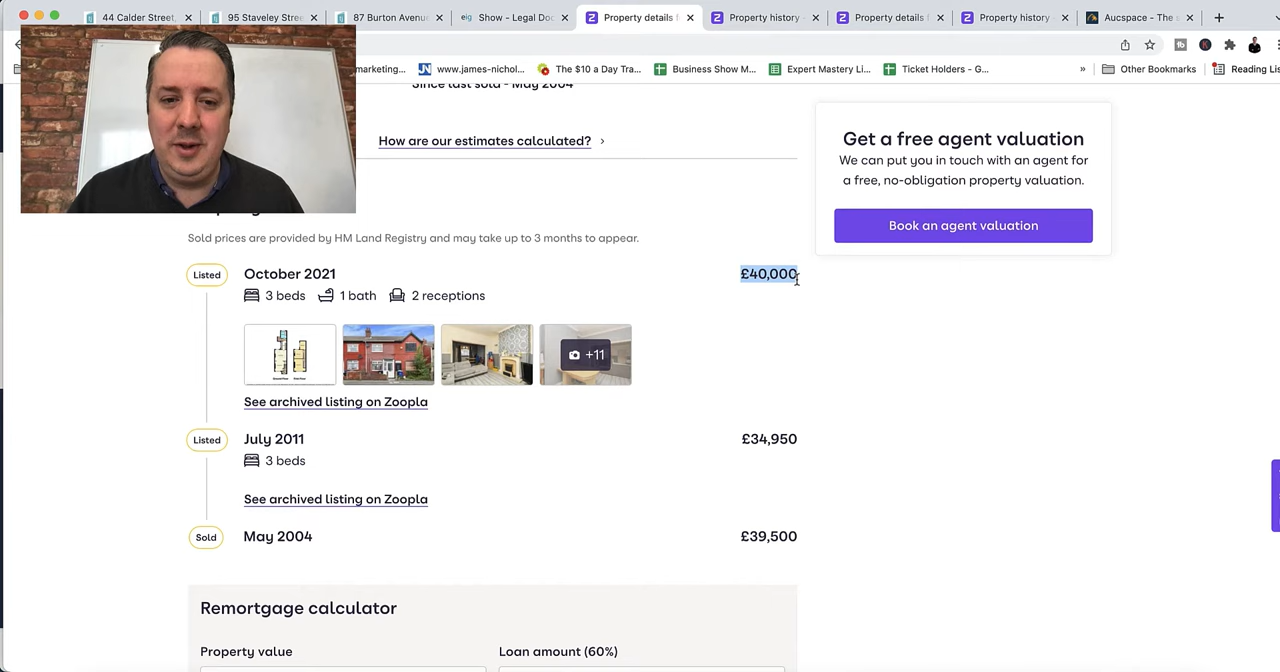 44 Calder Street,
95 Staveley Stre
87 Burton Avenu
eig Show - Legal Doc
Property details f
Property history -
Property details f
Property history
Aucspace - The s
marketing...
www.james-nichol...
The $10 a Day Tra...
Business Show M...
Expert Mastery Li...
Ticket Holders - G...
»
Other Bookmarks
Reading Lis
Since last sold - May 2004
How are our estimates calculated?
Get a free agent valuation
We can put you in touch with an agent for
a free, no-obligation property valuation.
Book an agent valuation
Sold prices are provided by HM Land Registry and may take up to 3 months to appear.
Listed October 2021 £40,000
3 beds 1 bath 2 receptions
+11
See archived listing on Zoopla
Listed July 2011 £34,950
3 beds
See archived listing on Zoopla
Sold May 2004 £39,500
Remortgage calculator
Property value Loan amount (60%)